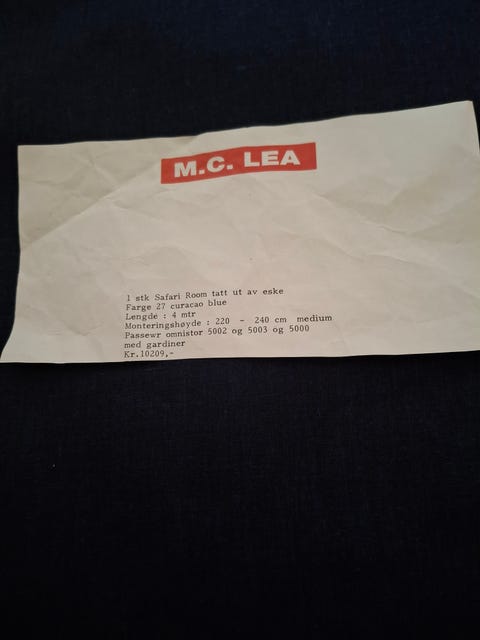 M.C. LEA
1 stk Safari Room tatt ut av eske
Farge 27 curacao blue
Lengde : 4 mtr
Monteringshøyde : 220 - 240 cm medium
Passewr omnistor 5002 og 5003 og 5000
med gardiner
Kr.10209,-